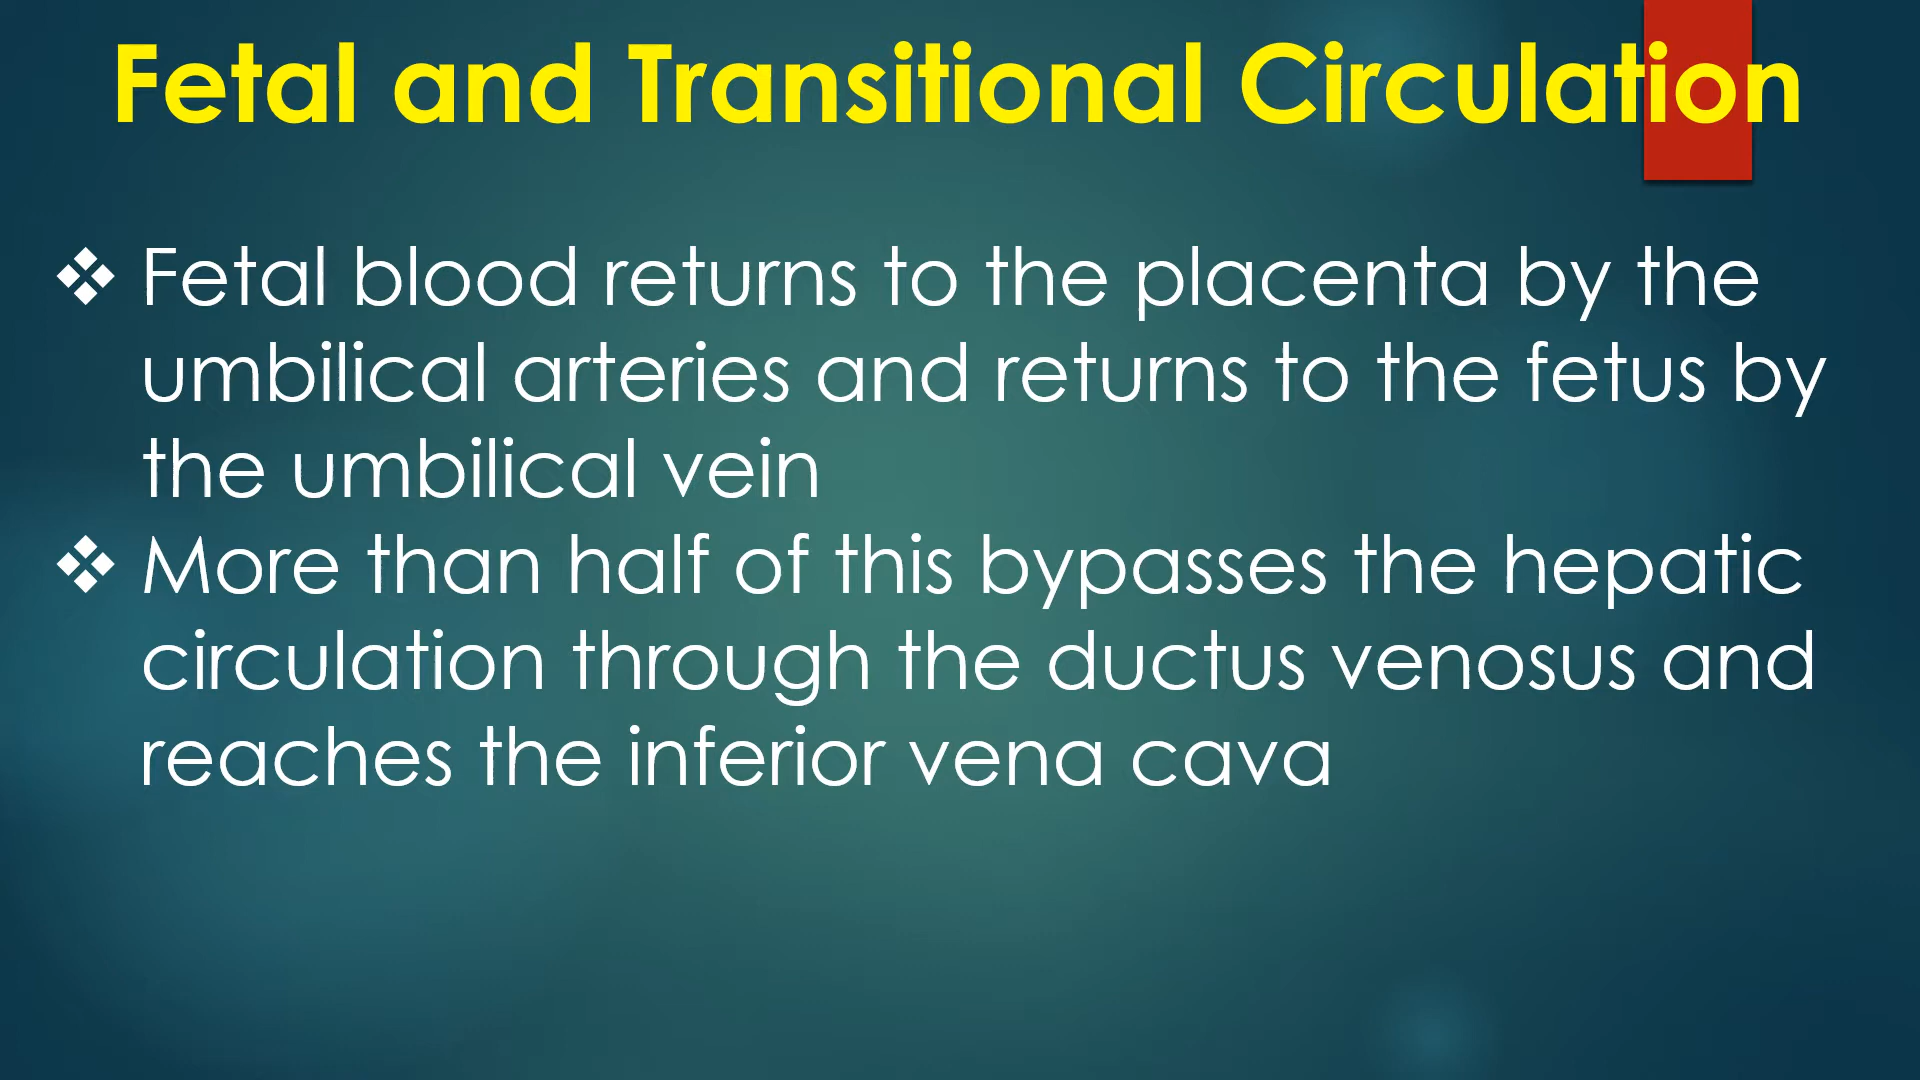 Fetal and Transitional Circulation
❖ Fetal blood returns to the placenta by the
umbilical arteries and returns to the fetus by
the umbilical vein
❖ More than half of this bypasses the hepatic
circulation through the ductus venosus and
reaches the inferior vena cava